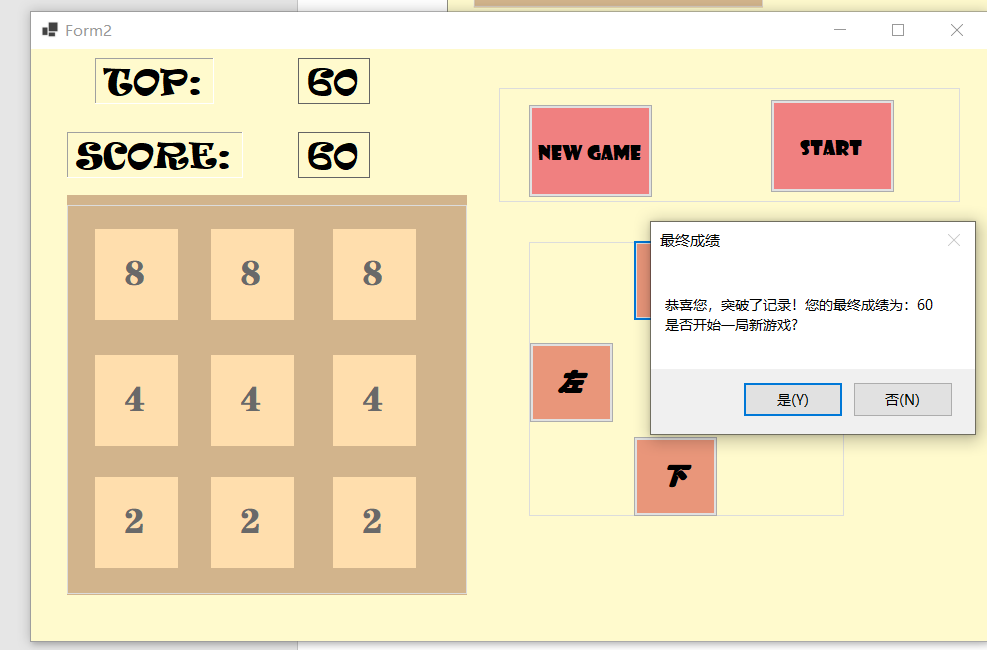 Form2
TOP: 60
SCORE: 60
NEW GAME START
8 8 8
4 4 4
2 2 2
左
下
最终成绩
恭喜您，突破了记录！您的最终成绩为：60
是否开始一局新游戏?
是(Y) 否(N)